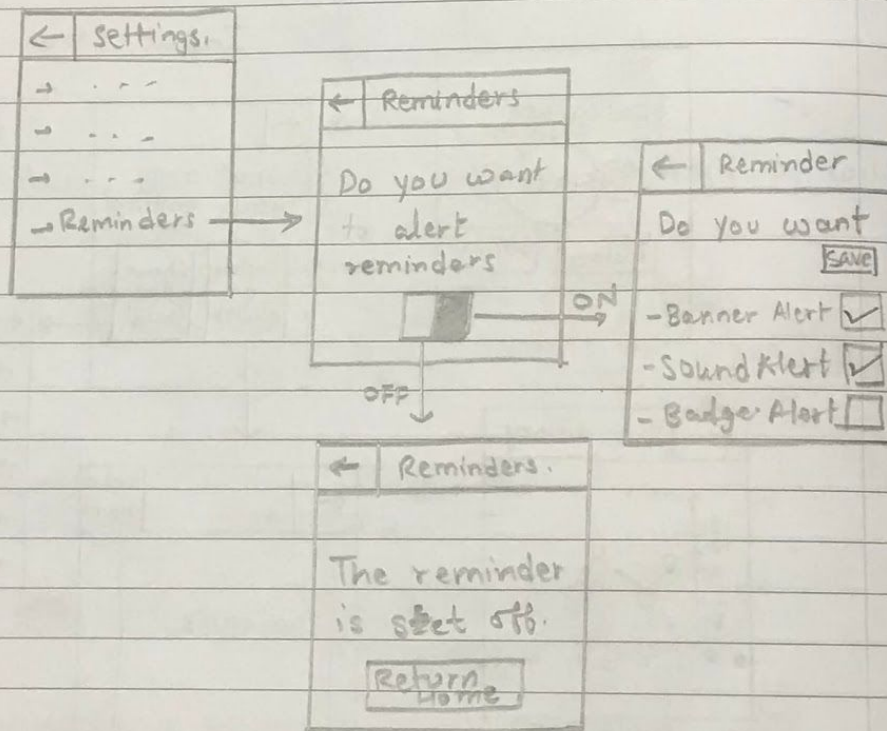 ← Settings.
→ ...
→ ...
→ ...
→ Reminders
← Reminders
Do you want
to alert
reminders
ON
OFF
← Reminder
Do you want
SAVE
- Banner Alert ✓
- Sound Alert ✓
- Badge Alert
← Reminders.
The reminder
is set off.
Return
Home